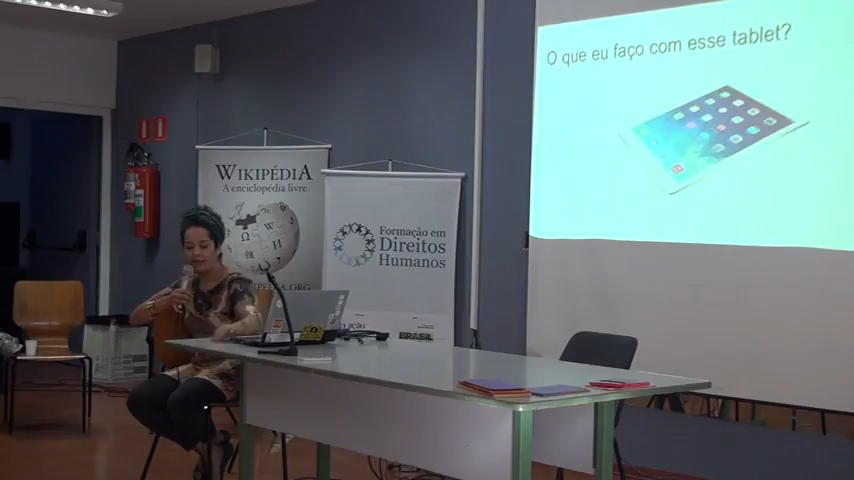 O que eu faço com esse tablet?
WIKIPÉDIA
A enciclopédia livre
Ω
W
Formação em
Direitos
Humanos
BRASIL